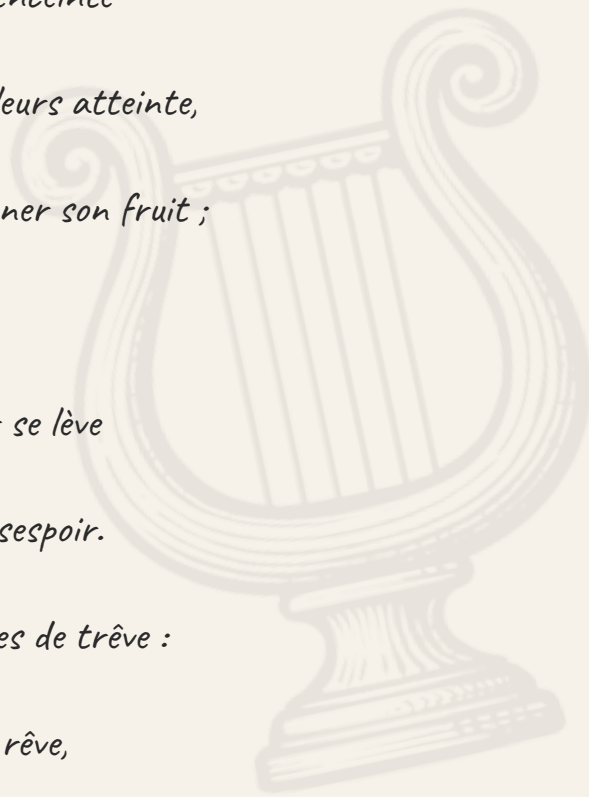 leurs atteinte,
ner son fruit ;
se lève
sespoir.
es de trêve :
rêve,